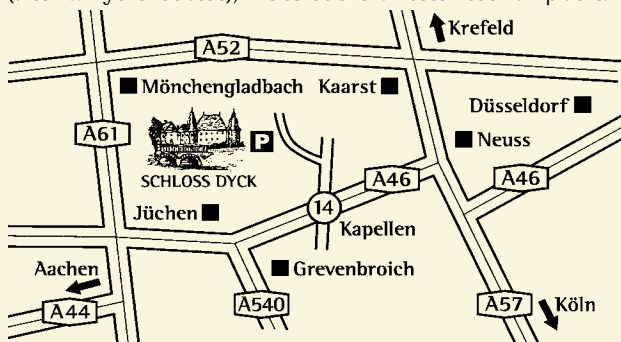 Krefeld
A52
Mönchengladbach
Kaarst
Düsseldorf
A61
P
Neuss
SCHLOSS DYCK
A46
A46
Jüchen
14
Kapellen
Aachen
Grevenbroich
A44
A540
A57
Köln